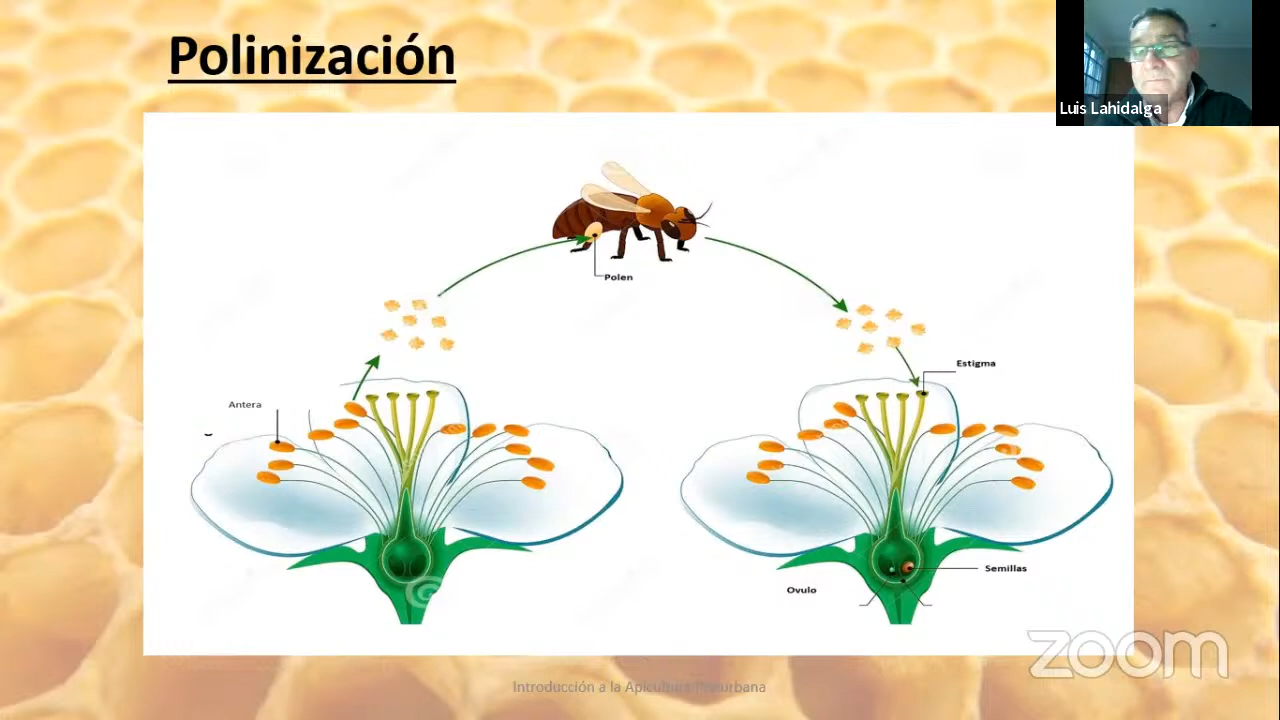 Polinización
Luis Lahidalga
Polen
Estigma
Antera
Semillas
Ovulo
zoom
Introducción a la Apicultura